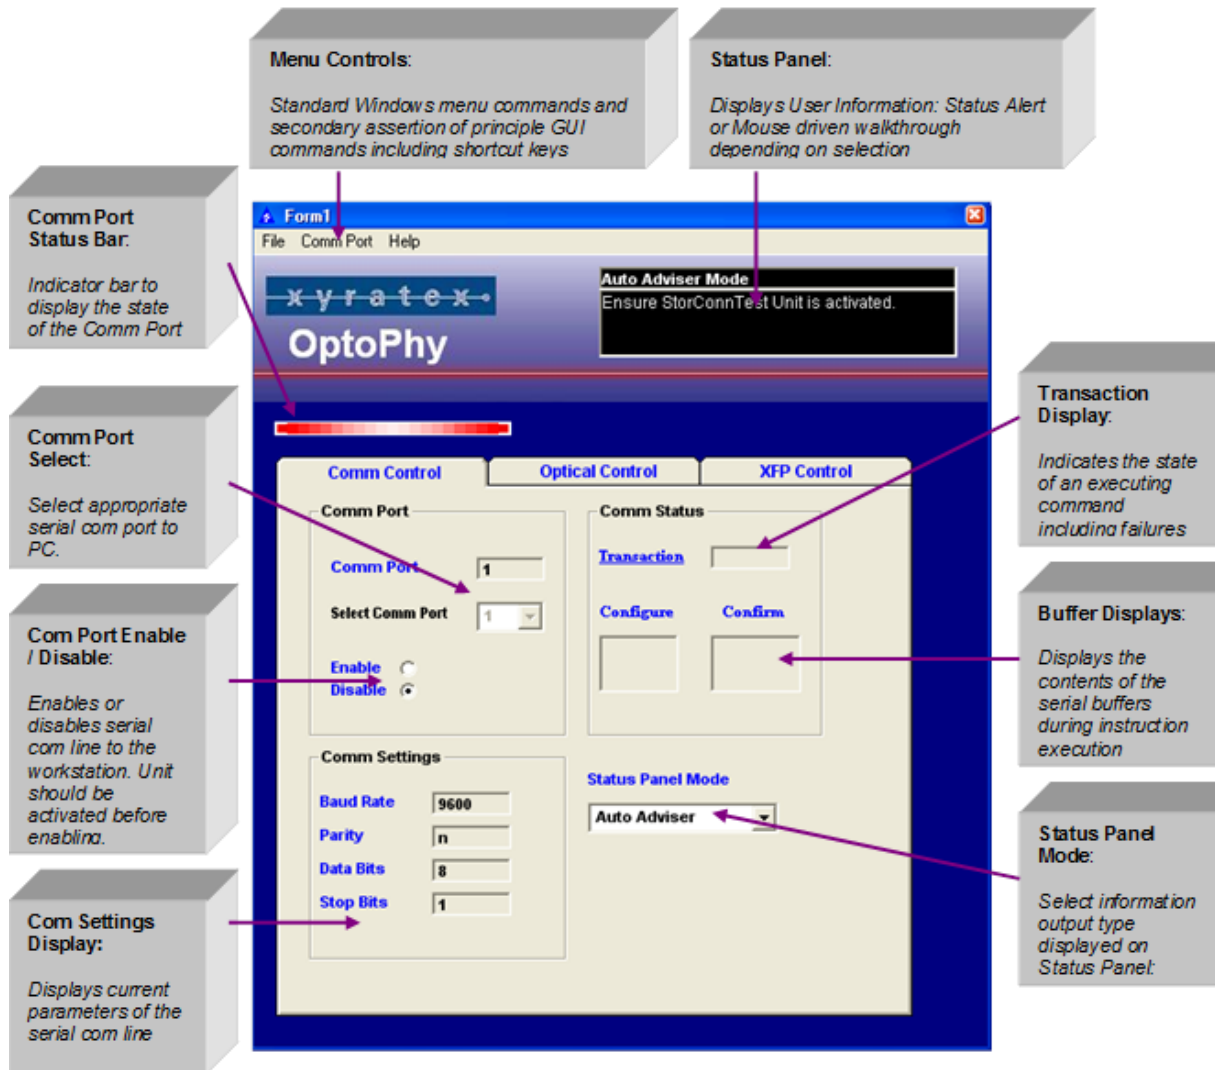 Menu Controls:
Standard Windows menu commands and
secondary assertion of principle GUI
commands including shortcut keys
Status Panel:
Displays User Information: Status Alert
or Mouse driven walkthrough
depending on selection
Comm Port
Status Bar:
Indicator bar to
display the state
of the Comm Port
Comm Port
Select:
Select appropriate
serial com port to
PC.
Com Port Enable
/ Disable:
Enables or
disables serial
com line to the
workstation. Unit
should be
activated before
enabling.
Com Settings
Display:
Displays current
parameters of the
serial com line
Form1
File Comm Port Help
xyratex
OptoPhy
Auto Adviser Mode
Ensure StorConnTest Unit is activated.
Comm Control Optical Control XFP Control
Comm Port
Comm Port 1
Select Comm Port 1
Enable
Disable
Comm Status
Transaction
Configure Confirm
Comm Settings
Baud Rate 9600
Parity n
Data Bits 8
Stop Bits 1
Status Panel Mode
Auto Adviser
Transaction
Display:
Indicates the state
of an executing
command
including failures
Buffer Displays:
Displays the
contents of the
serial buffers
during instruction
execution
Status Panel
Mode:
Select information
output type
displayed on
Status Panel: